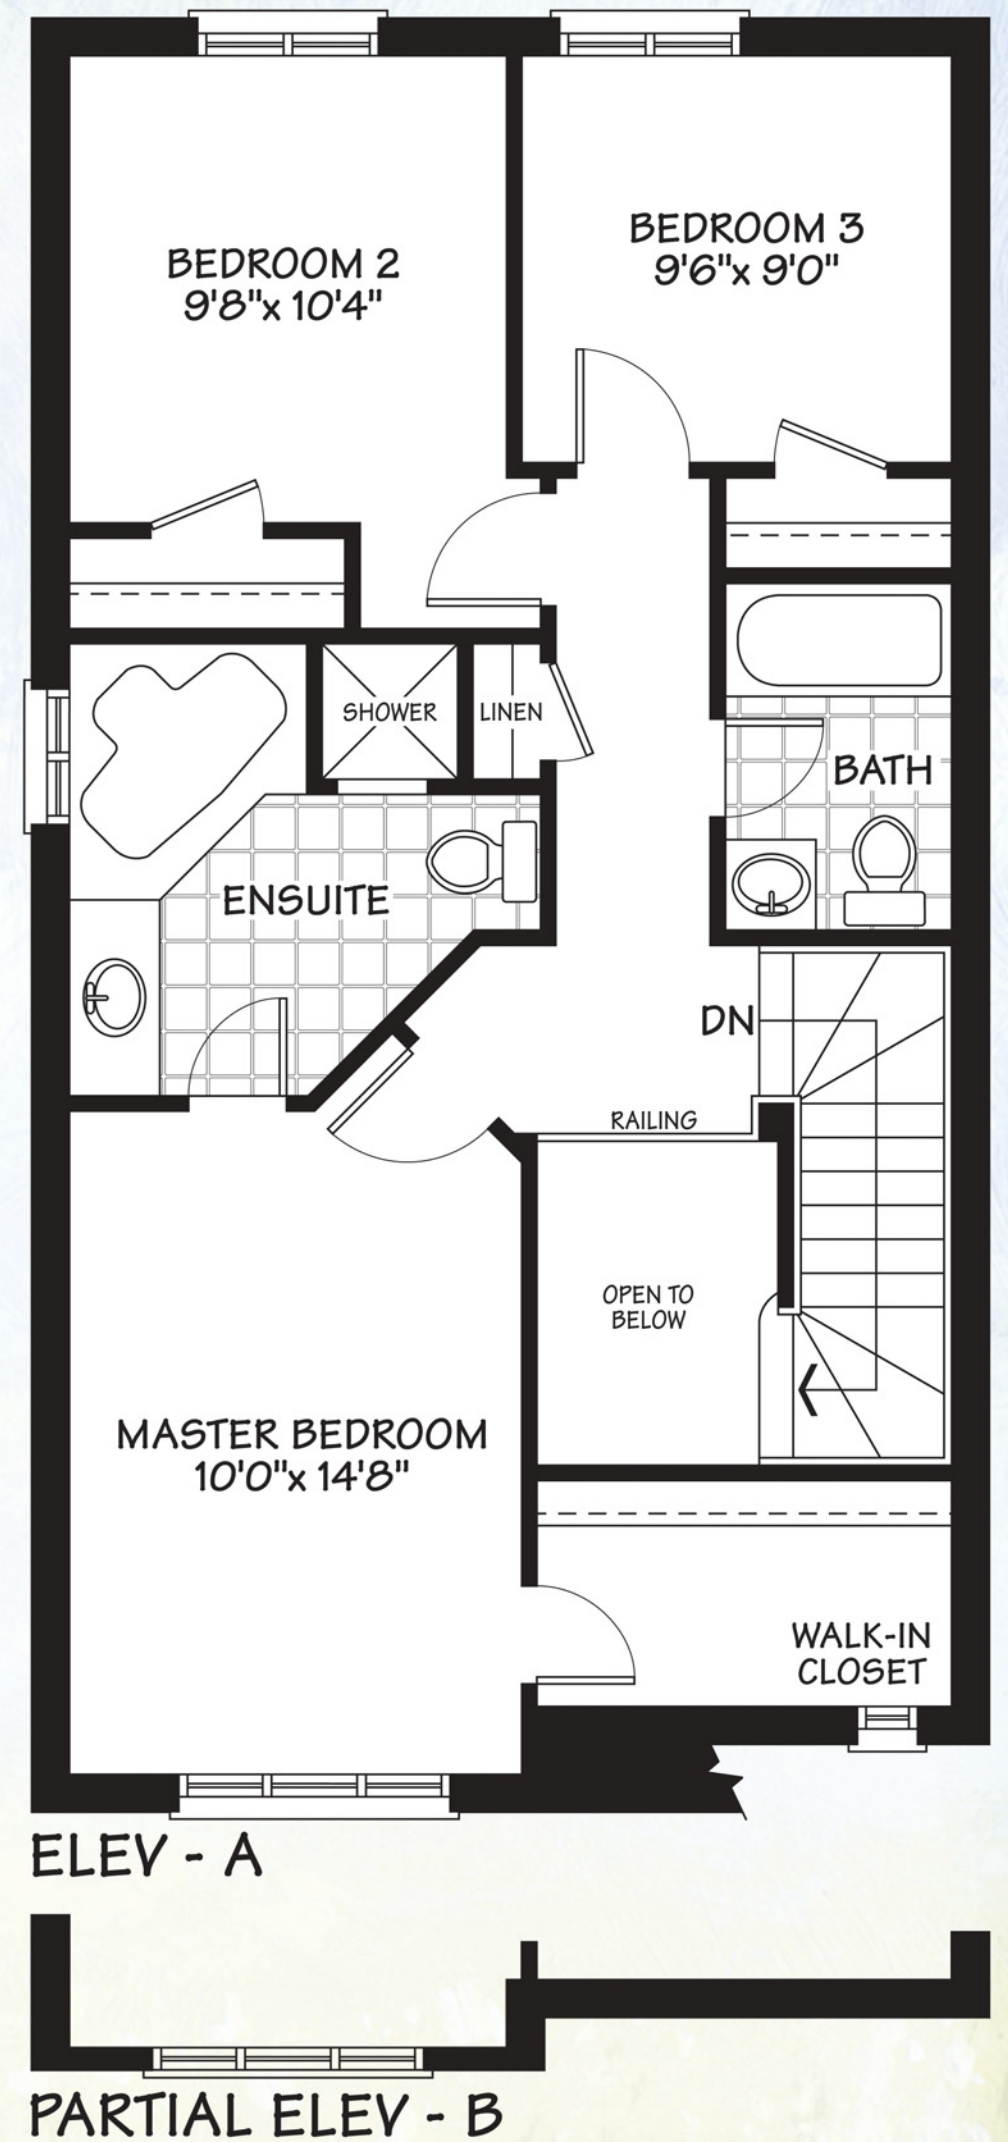 BEDROOM 2
9'8"x 10'4"
BEDROOM 3
9'6"x 9'0"
SHOWER
LINEN
BATH
ENSUITE
DN
RAILING
OPEN TO
BELOW
MASTER BEDROOM
10'0"x 14'8"
WALK-IN
CLOSET
ELEV - A
PARTIAL ELEV - B